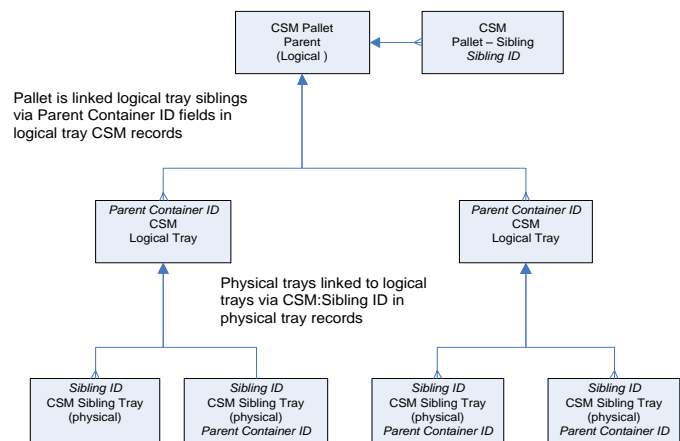 CSM Pallet
Parent
(Logical )
CSM
Pallet – Sibling
Sibling ID
Pallet is linked logical tray siblings
via Parent Container ID fields in
logical tray CSM records
Parent Container ID
CSM
Logical Tray
Parent Container ID
CSM
Logical Tray
Physical trays linked to logical
trays via CSM:Sibling ID in
physical tray records
Sibling ID
CSM Sibling Tray
(physical)
Sibling ID
CSM Sibling Tray
(physical)
Parent Container ID
Sibling ID
CSM Sibling Tray
(physical)
Parent Container ID
Sibling ID
CSM Sibling Tray
(physical)
Parent Container ID